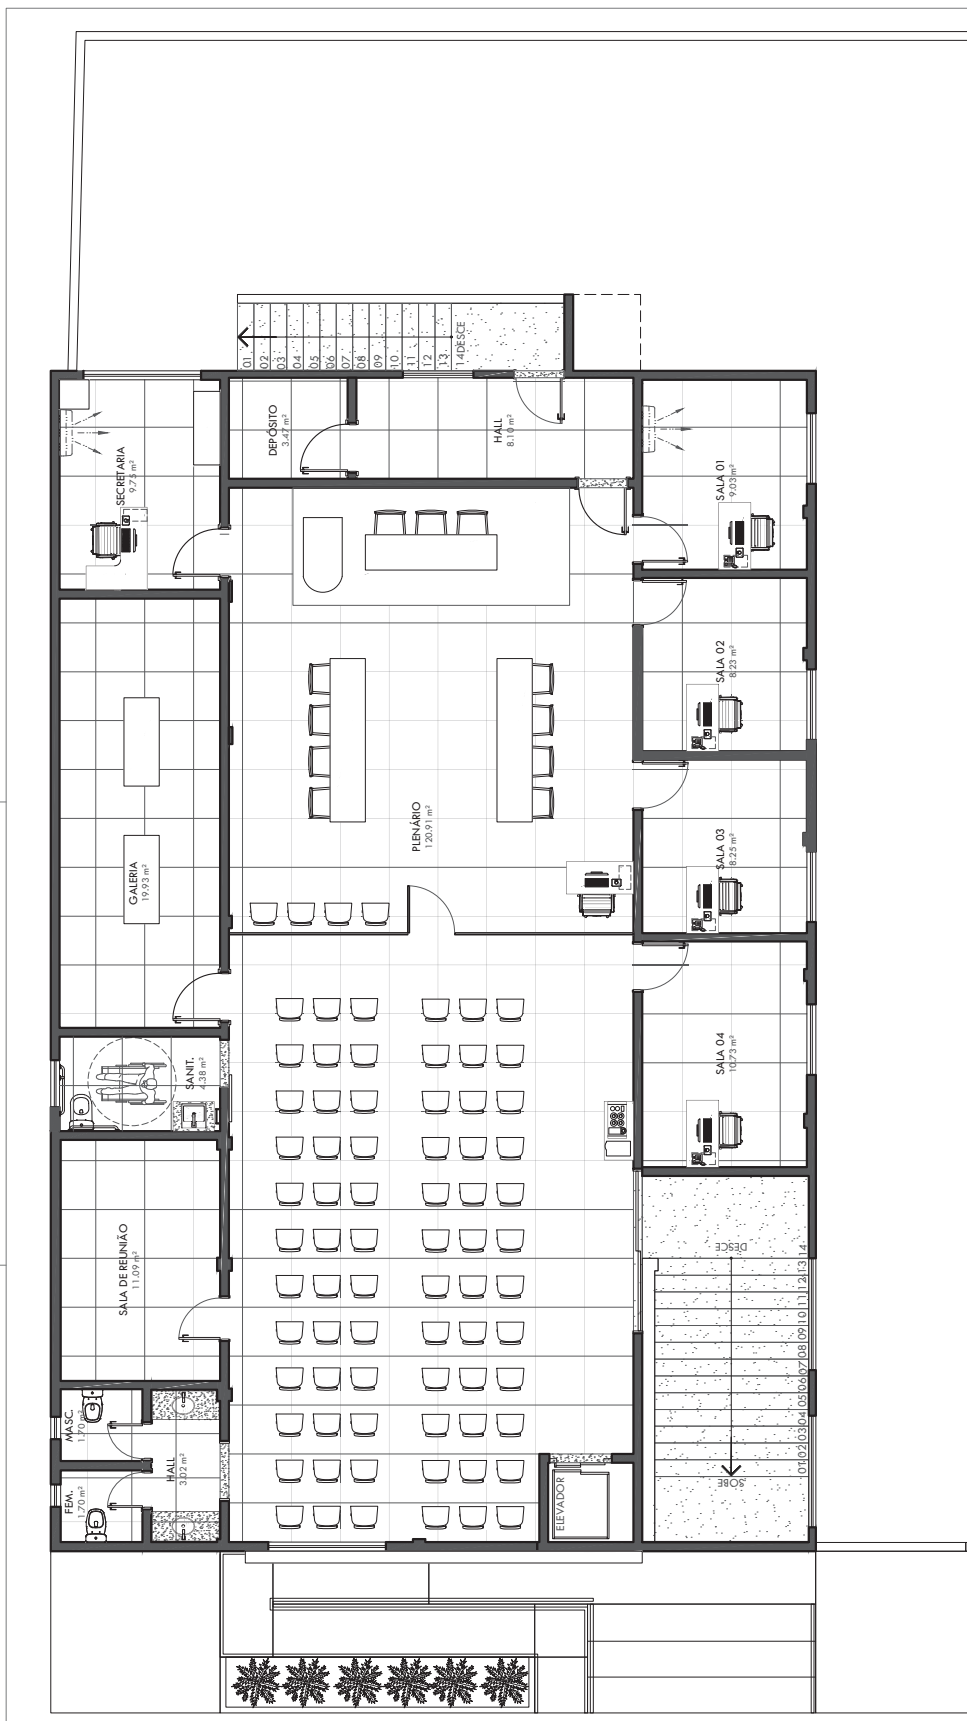 01
02
03
04
05
06
07
08
09
10
11
12
13
14 DESCE
DEPÓSITO
3.47 m²
HALL
8.10 m²
SECRETARIA
9.75 m²
SALA 01
9.03 m²
SALA 02
8.23 m²
PLENÁRIO
120.91 m²
SALA 03
8.25 m²
GALERIA
19.93 m²
SANIT.
4.38 m²
SALA 04
10.73 m²
SALA DE REUNIÃO
11.09 m²
DESCE
14
13
12
11
10
09
08
07
06
05
04
03
02
01
SOBE
MASC.
1.70 m²
FEM.
1.70 m²
HALL
3.02 m²
ELEVADOR